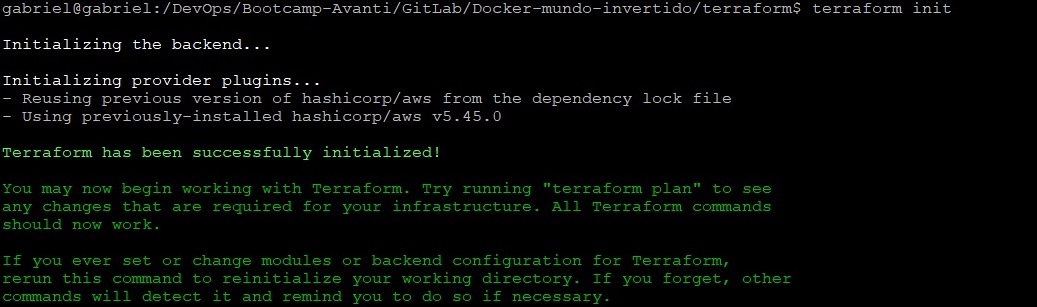 gabriel@gabriel:/DevOps/Bootcamp-Avanti/GitLab/Docker-mundo-invertido/terraform$ terraform init
Initializing the backend...
Initializing provider plugins...
- Reusing previous version of hashicorp/aws from the dependency lock file
- Using previously-installed hashicorp/aws v5.45.0
Terraform has been successfully initialized!
You may now begin working with Terraform. Try running "terraform plan" to see
any changes that are required for your infrastructure. All Terraform commands
should now work.
If you ever set or change modules or backend configuration for Terraform,
rerun this command to reinitialize your working directory. If you forget, other
commands will detect it and remind you to do so if necessary.